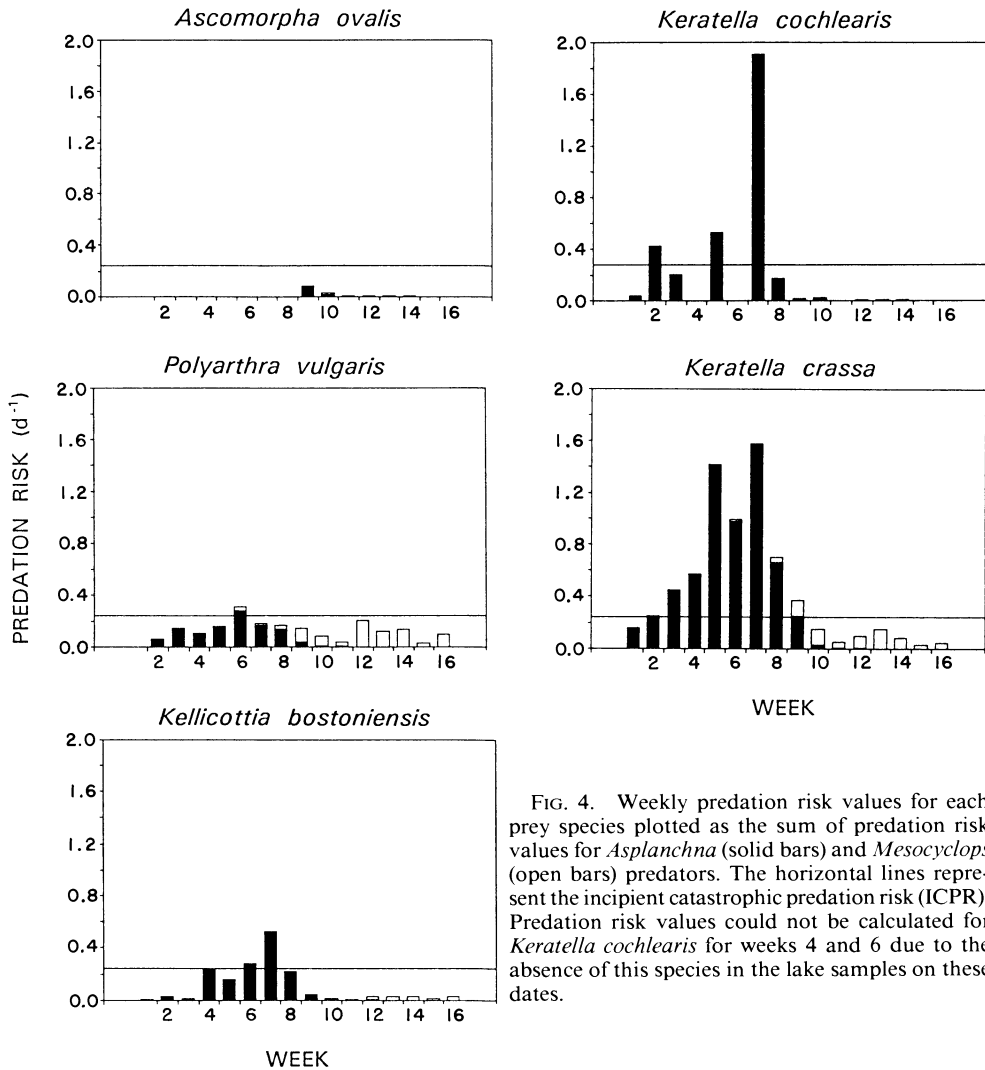 Ascomorpha ovalis
2.0
1.6
1.2
0.8
0.4
0.0
2 4 6 8 10 12 14 16
Keratella cochlearis
2.0
1.6
1.2
0.8
0.4
0.0
2 4 6 8 10 12 14 16
Polyarthra vulgaris
2.0
1.6
1.2
0.8
0.4
0.0
2 4 6 8 10 12 14 16
Keratella crassa
2.0
1.6
1.2
0.8
0.4
0.0
2 4 6 8 10 12 14 16
WEEK
PREDATION RISK (d⁻¹)
Kellicottia bostoniensis
2.0
1.6
1.2
0.8
0.4
0.0
2 4 6 8 10 12 14 16
WEEK
FIG. 4. Weekly predation risk values for each
prey species plotted as the sum of predation risk
values for Asplanchna (solid bars) and Mesocyclops
(open bars) predators. The horizontal lines repre-
sent the incipient catastrophic predation risk (ICPR)
Predation risk values could not be calculated for
Keratella cochlearis for weeks 4 and 6 due to the
absence of this species in the lake samples on these
dates.